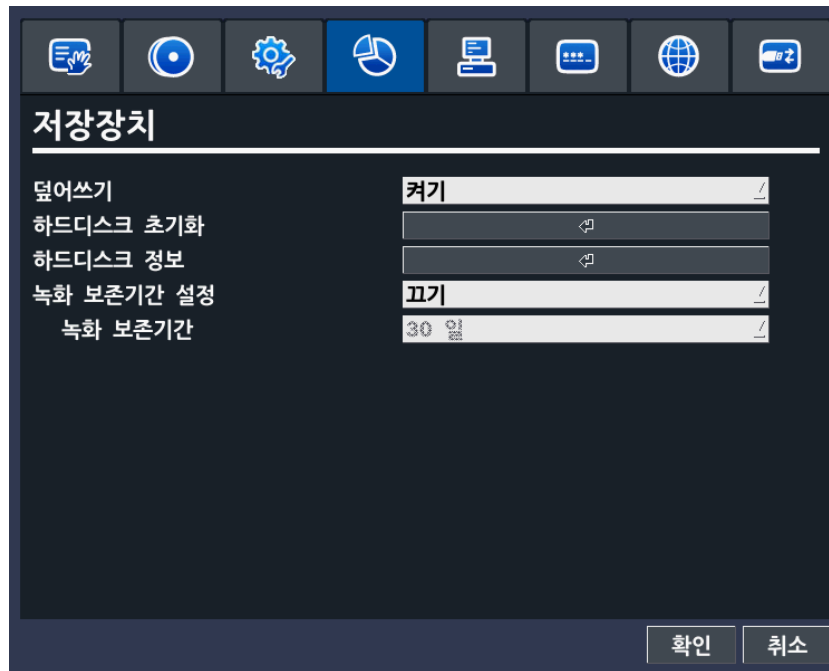 저장장치
덮어쓰기 켜기
하드디스크 초기화
하드디스크 정보
녹화 보존기간 설정 끄기
녹화 보존기간 30 일
확인 취소